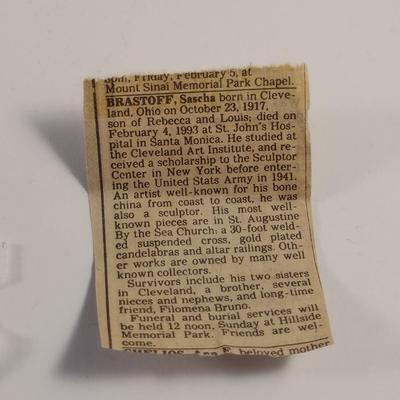 8pm, Friday, February 5, at
Mount Sinai Memorial Park Chapel.
BRASTOFF, Sascha born in Cleve-
land, Ohio on October 23, 1917,
son of Rebecca and Louis; died on
February 4, 1993 at St. John's Hos-
pital in Santa Monica. He studied at
the Cleveland Art Institute, and re-
ceived a scholarship to the Sculptor
Center in New York before enter-
ing the United Stats Army in 1941.
An artist well-known for his bone
china from coast to coast, he was
also a sculptor. His most well-
known pieces are in St. Augustine
By the Sea Church: a 30-foot weld-
ed suspended cross, gold plated
candelabras and altar railings. Oth-
er works are owned by many well
known collectors.
Survivors include his two sisters
in Cleveland, a brother, several
nieces and nephews, and long-time
friend, Filomena Bruno.
Funeral and burial services will
be held 12 noon, Sunday at Hillside
Memorial Park. Friends are wel-
come.
beloved mother